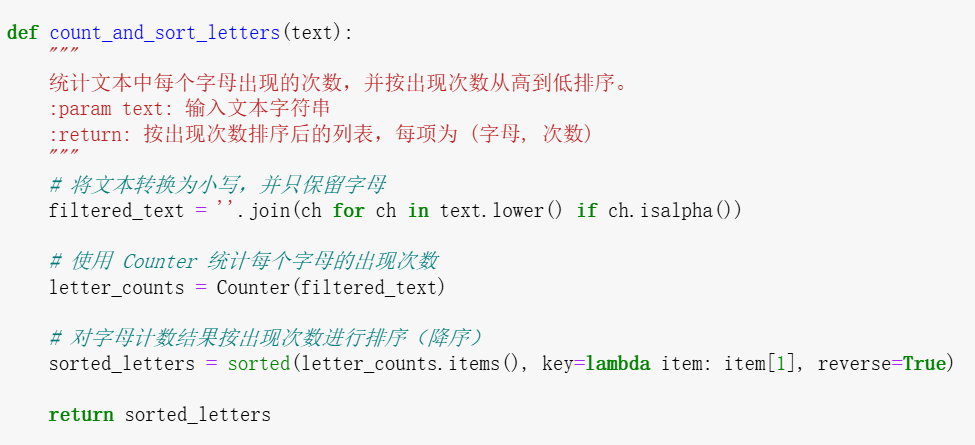 def count_and_sort_letters(text):
    """
    统计文本中每个字母出现的次数，并按出现次数从高到低排序。
    :param text: 输入文本字符串
    :return: 按出现次数排序后的列表，每项为 (字母, 次数)
    """
    # 将文本转换为小写，并只保留字母
    filtered_text = ''.join(ch for ch in text.lower() if ch.isalpha())
    # 使用 Counter 统计每个字母的出现次数
    letter_counts = Counter(filtered_text)
    # 对字母计数结果按出现次数进行排序（降序）
    sorted_letters = sorted(letter_counts.items(), key=lambda item: item[1], reverse=True)
    return sorted_letters